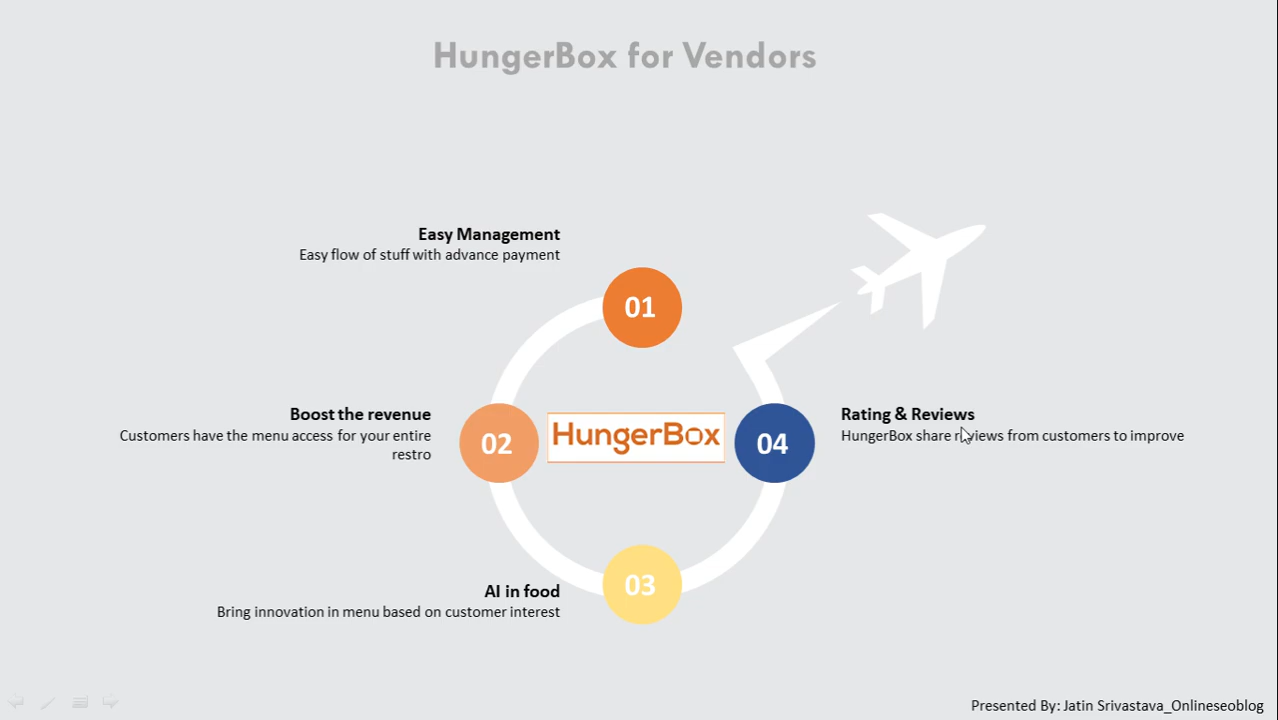 HungerBox for Vendors
Easy Management
Easy flow of stuff with advance payment
01
Boost the revenue
Customers have the menu access for your entire
restro
02
HungerBox
04
Rating & Reviews
HungerBox share reviews from customers to improve
AI in food
Bring innovation in menu based on customer interest
03
Presented By: Jatin Srivastava_Onlineseoblog